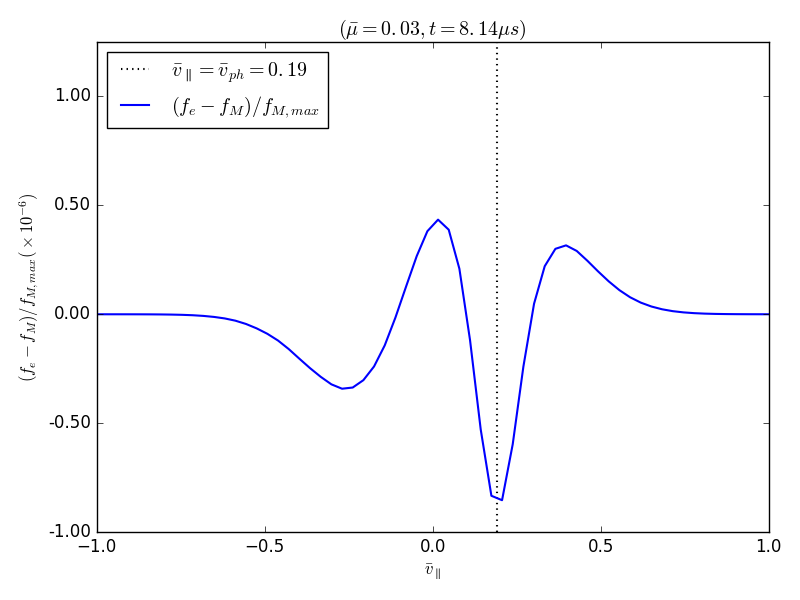 (μ̄ = 0.03, t = 8.14μs)
v̄∥ = v̄ph = 0.19
(fe − fM)/fM,max
1.00
0.50
0.00
-0.50
-1.00
(fe − fM)/fM,max(×10⁻⁶)
−1.0 −0.5 0.0 0.5 1.0
v̄∥